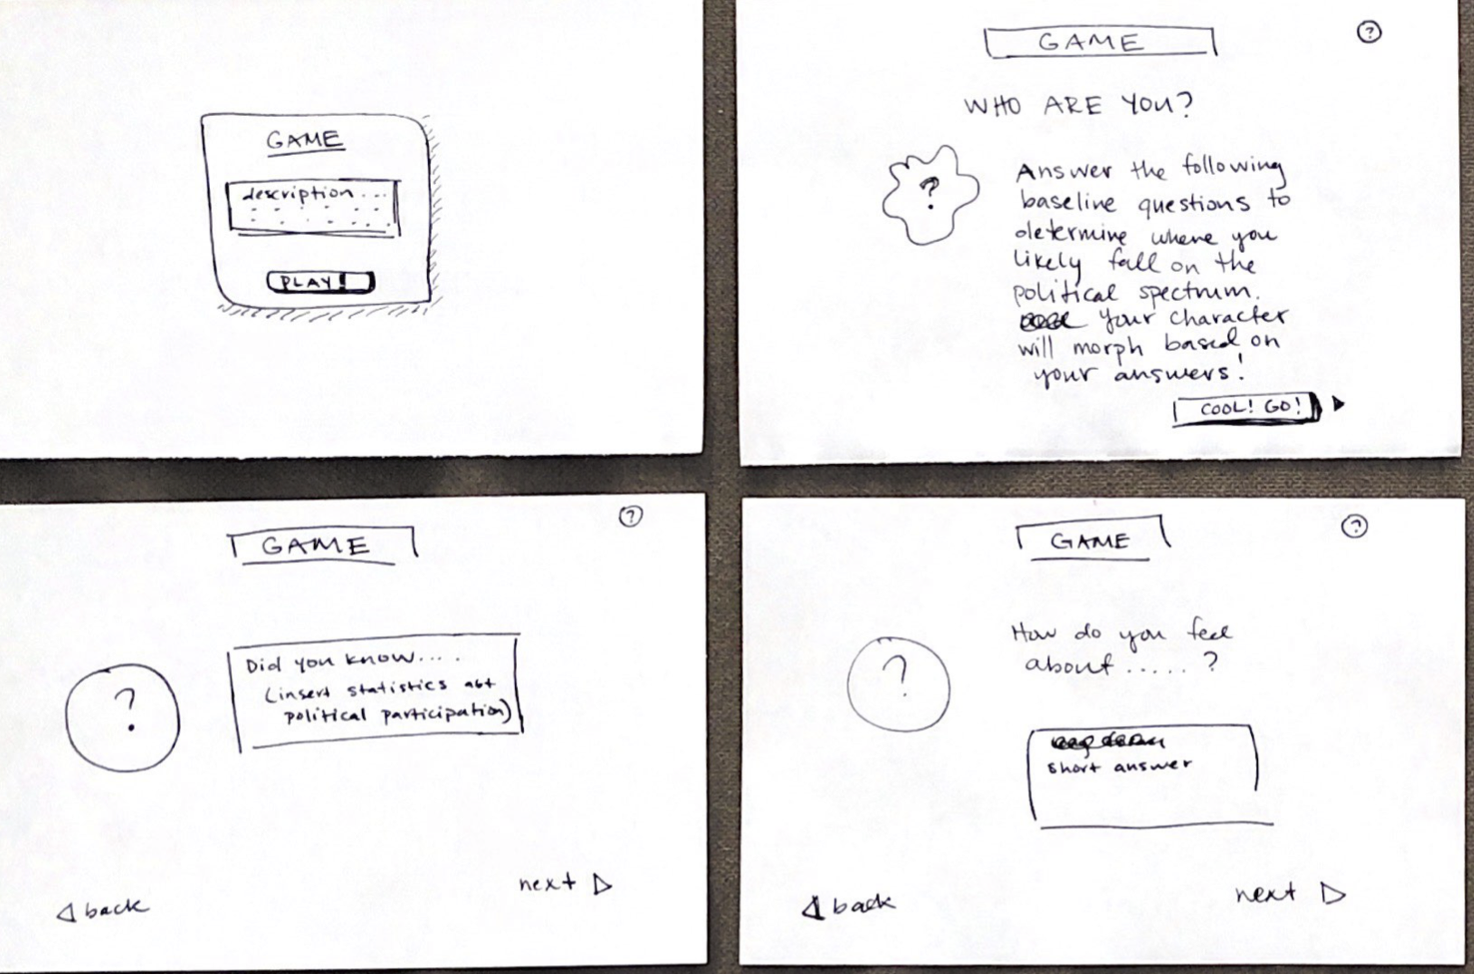 GAME
description...
PLAY!
GAME
?
WHO ARE YOU?
?
Answer the following
baseline questions to
determine where you
likely fall on the
political spectrum.
Your character
will morph based on
your answers!
COOL! GO!
GAME
?
?
Did you know....
(insert statistics abt
political participation)
back
next
GAME
?
?
How do you feel
about.....?
short answer
back
next